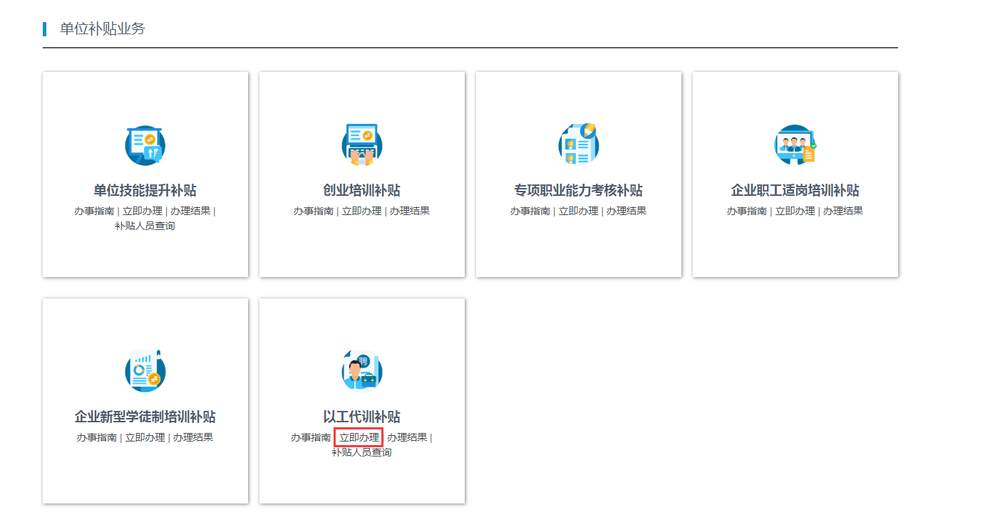 单位补贴业务
单位技能提升补贴
办事指南 | 立即办理 | 办理结果 |
补贴人员查询
创业培训补贴
办事指南 | 立即办理 | 办理结果
专项职业能力考核补贴
办事指南 | 立即办理 | 办理结果
企业职工适岗培训补贴
办事指南 | 立即办理 | 办理结果
企业新型学徒制培训补贴
办事指南 | 立即办理 | 办理结果
聘
以工代训补贴
办事指南 立即办理 办理结果 |
补贴人员查询